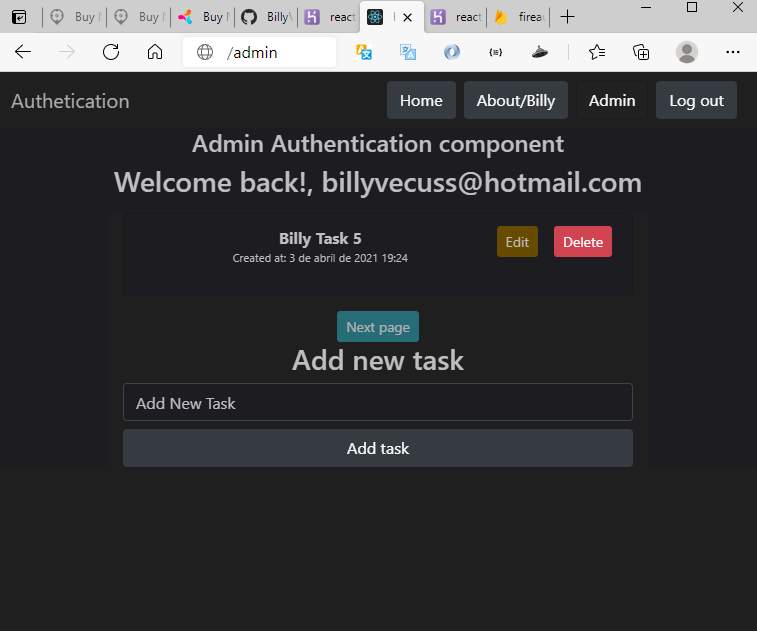 Buy Buy Buy Billy react react firea
/admin
Authetication Home About/Billy Admin Log out
Admin Authentication component
Welcome back!, billyvecuss@hotmail.com
Billy Task 5 Edit Delete
Created at: 3 de abril de 2021 19:24
Next page
Add new task
Add New Task
Add task